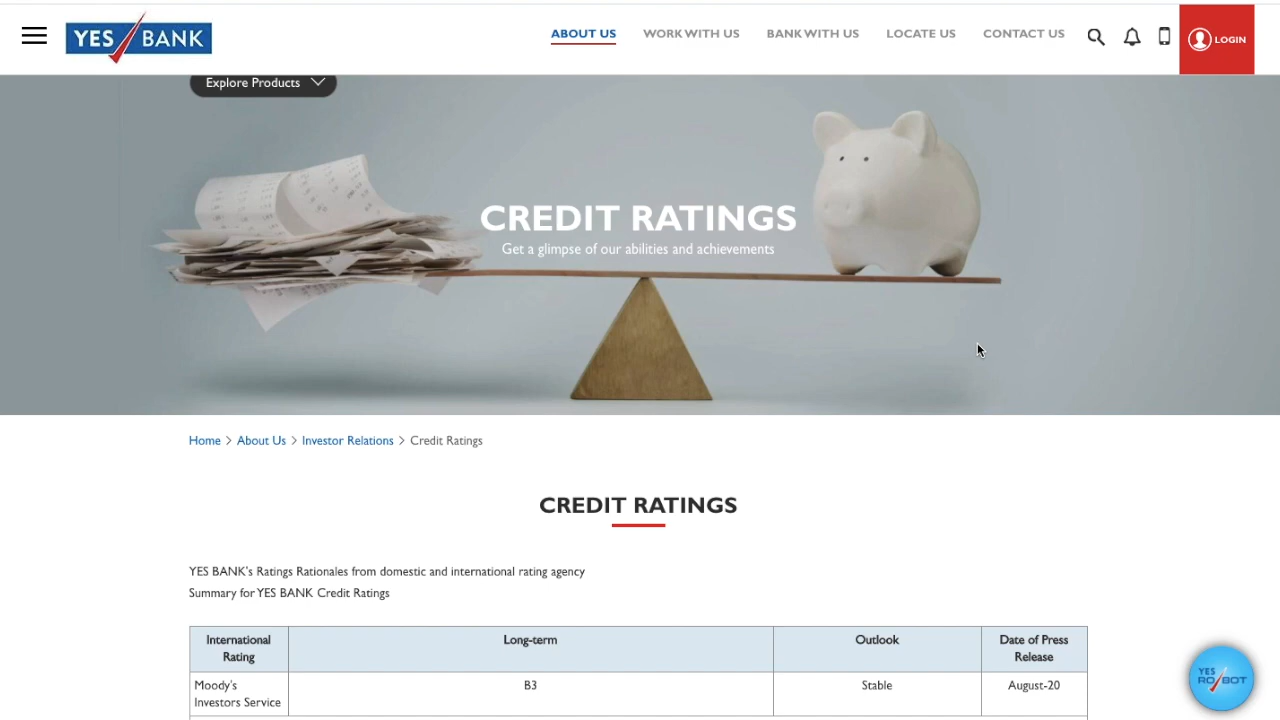 YES BANK
ABOUT US
WORK WITH US
BANK WITH US
LOCATE US
CONTACT US
LOGIN
Explore Products
CREDIT RATINGS
Get a glimpse of our abilities and achievements
Home > About Us > Investor Relations > Credit Ratings
CREDIT RATINGS
YES BANK's Ratings Rationales from domestic and international rating agency
Summary for YES BANK Credit Ratings
International
Rating
Long-term
Outlook
Date of Press
Release
Moody's
Investors Service
B3
Stable
August-20
YES
ROBOT